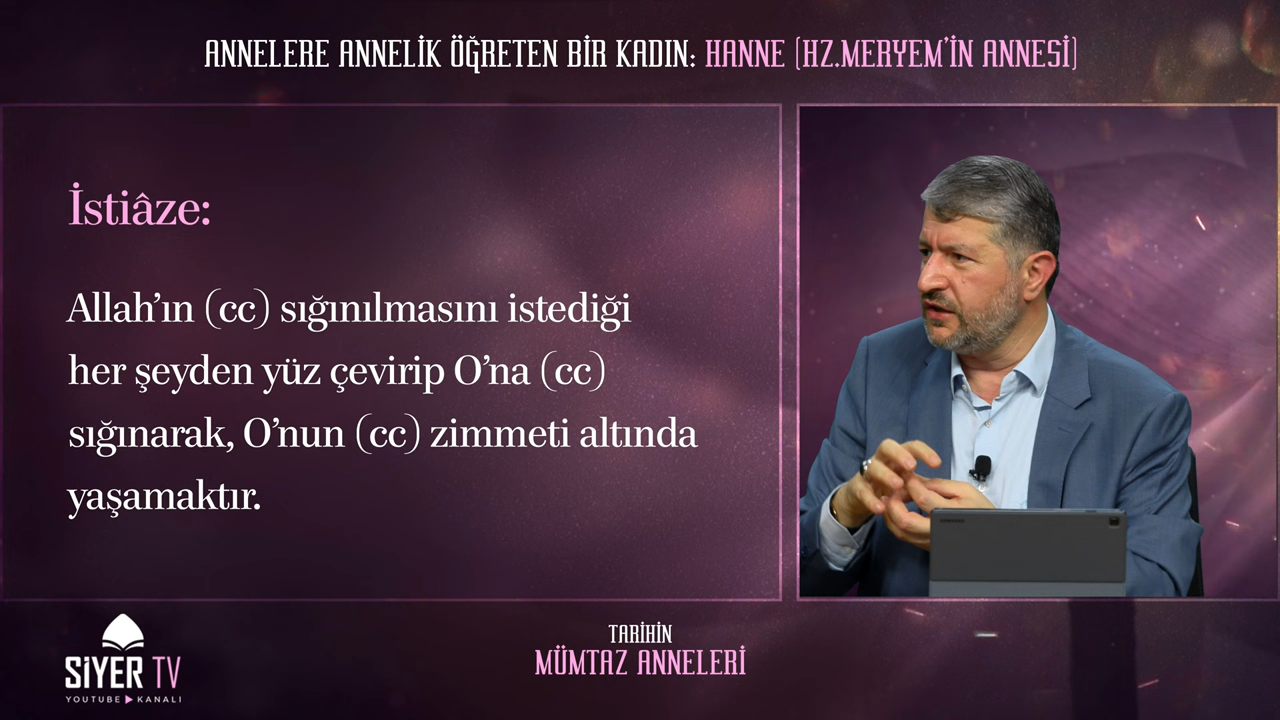 ANNELERE ANNELİK ÖĞRETEN BİR KADIN: HANNE (HZ.MERYEM'İN ANNESİ)
İstiâze:
Allah'ın (cc) sığınılmasını istediği
her şeyden yüz çevirip O'na (cc)
sığınarak, O'nun (cc) zimmeti altında
yaşamaktır.
SAMSUNG
SİYER TV
YOUTUBE KANALI
TARİHİN
MÜMTAZ ANNELERİ